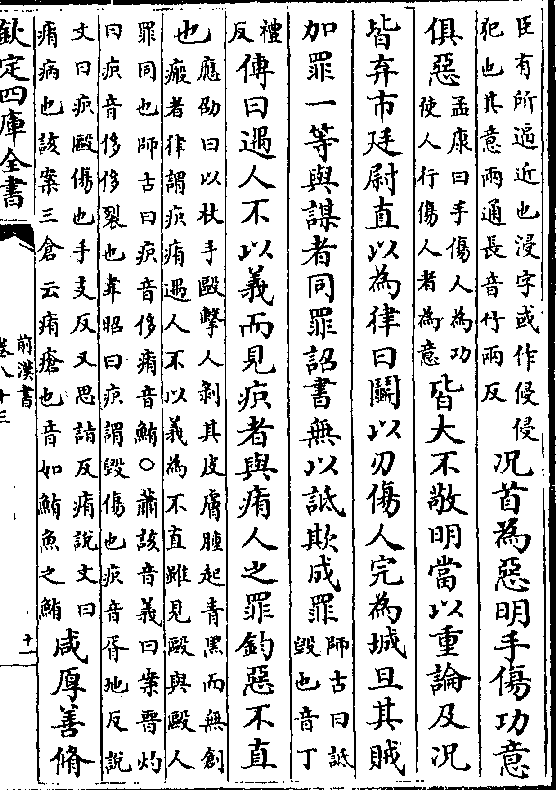 臣有所逼近也浸字或作侵侵
犯也其意兩通長音竹兩反
况首為惡明手傷功意
俱惡
孟康曰手傷人為功
使人行傷人者為意
皆大不敬明當以重論及况
皆弃市廷尉直以為律曰鬬以刃傷人完為城旦其賊
加罪一等與謀者同罪詔書無以詆欺成罪
師古曰詆
毁也音丁
禮
反
傳曰遇人不以義而見疻者與痏人之罪鈞惡不直
也
應劭曰以杖手毆擊人剥其皮膚腫起青黑而無創
瘢者律謂疻痏遇人不以義為不直雖見毆與毆人
罪同也師古曰疻音侈痏音鮪○蕭該音義曰案晉灼
曰疻音侈侈裂也韋昭曰疻謂毁傷也疻音胥地反說
文曰疻毆傷也手支反又思詣反痏說文曰
痏病也該案三倉云痏瘡也音如鮪魚之鮪
咸厚善脩
欽定四庫全書
前漢書
卷八十三